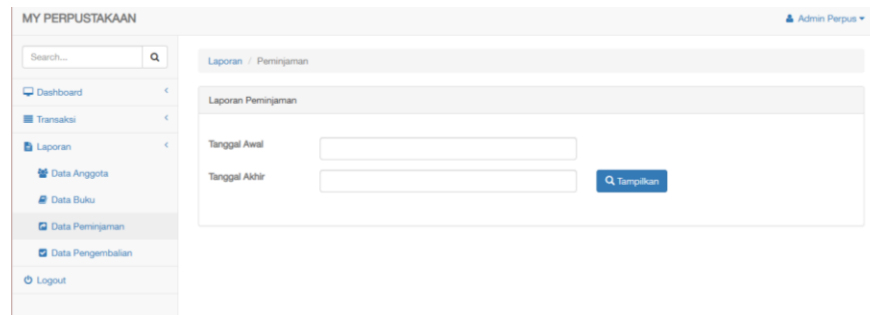 MY PERPUSTAKAAN
Admin Perpus
Search...
Dashboard
Transaksi
Laporan
Data Anggota
Data Buku
Data Peminjaman
Data Pengembalian
Logout
Laporan / Peminjaman
Laporan Peminjaman
Tanggal Awal
Tanggal Akhir
Tampilkan